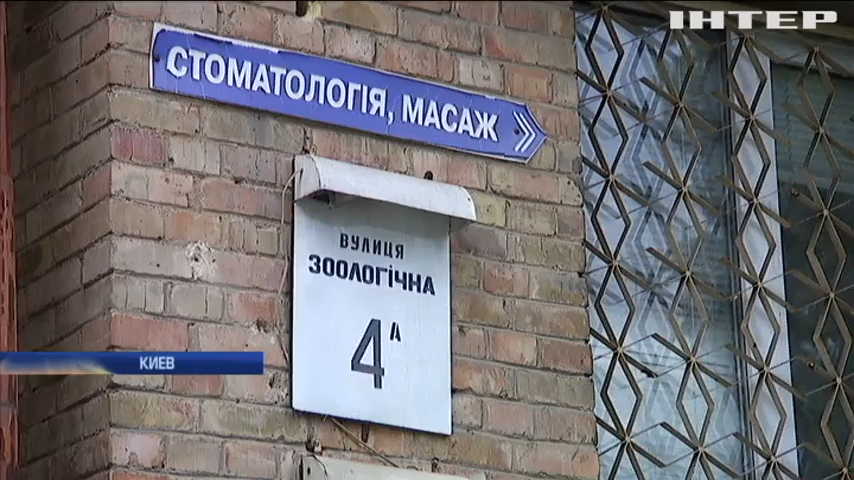 ІНТЕР
СТОМАТОЛОГІЯ, МАСАЖ
ВУЛИЦЯ
ЗООЛОГІЧНА
4А
КИЕВ